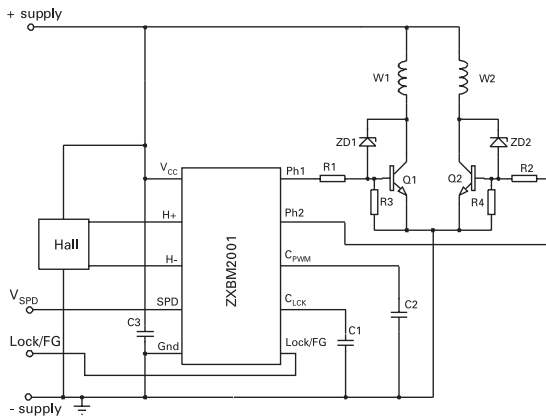 + supply
W1
W2
ZD1
ZD2
VCC
Ph1
R1
Q1
Q2
R2
R3
R4
H+
Ph2
Hall
ZXBM2001
H-
CPWM
VSPD
SPD
CLCK
C2
C3
C1
Lock/FG
Gnd
Lock/FG
- supply